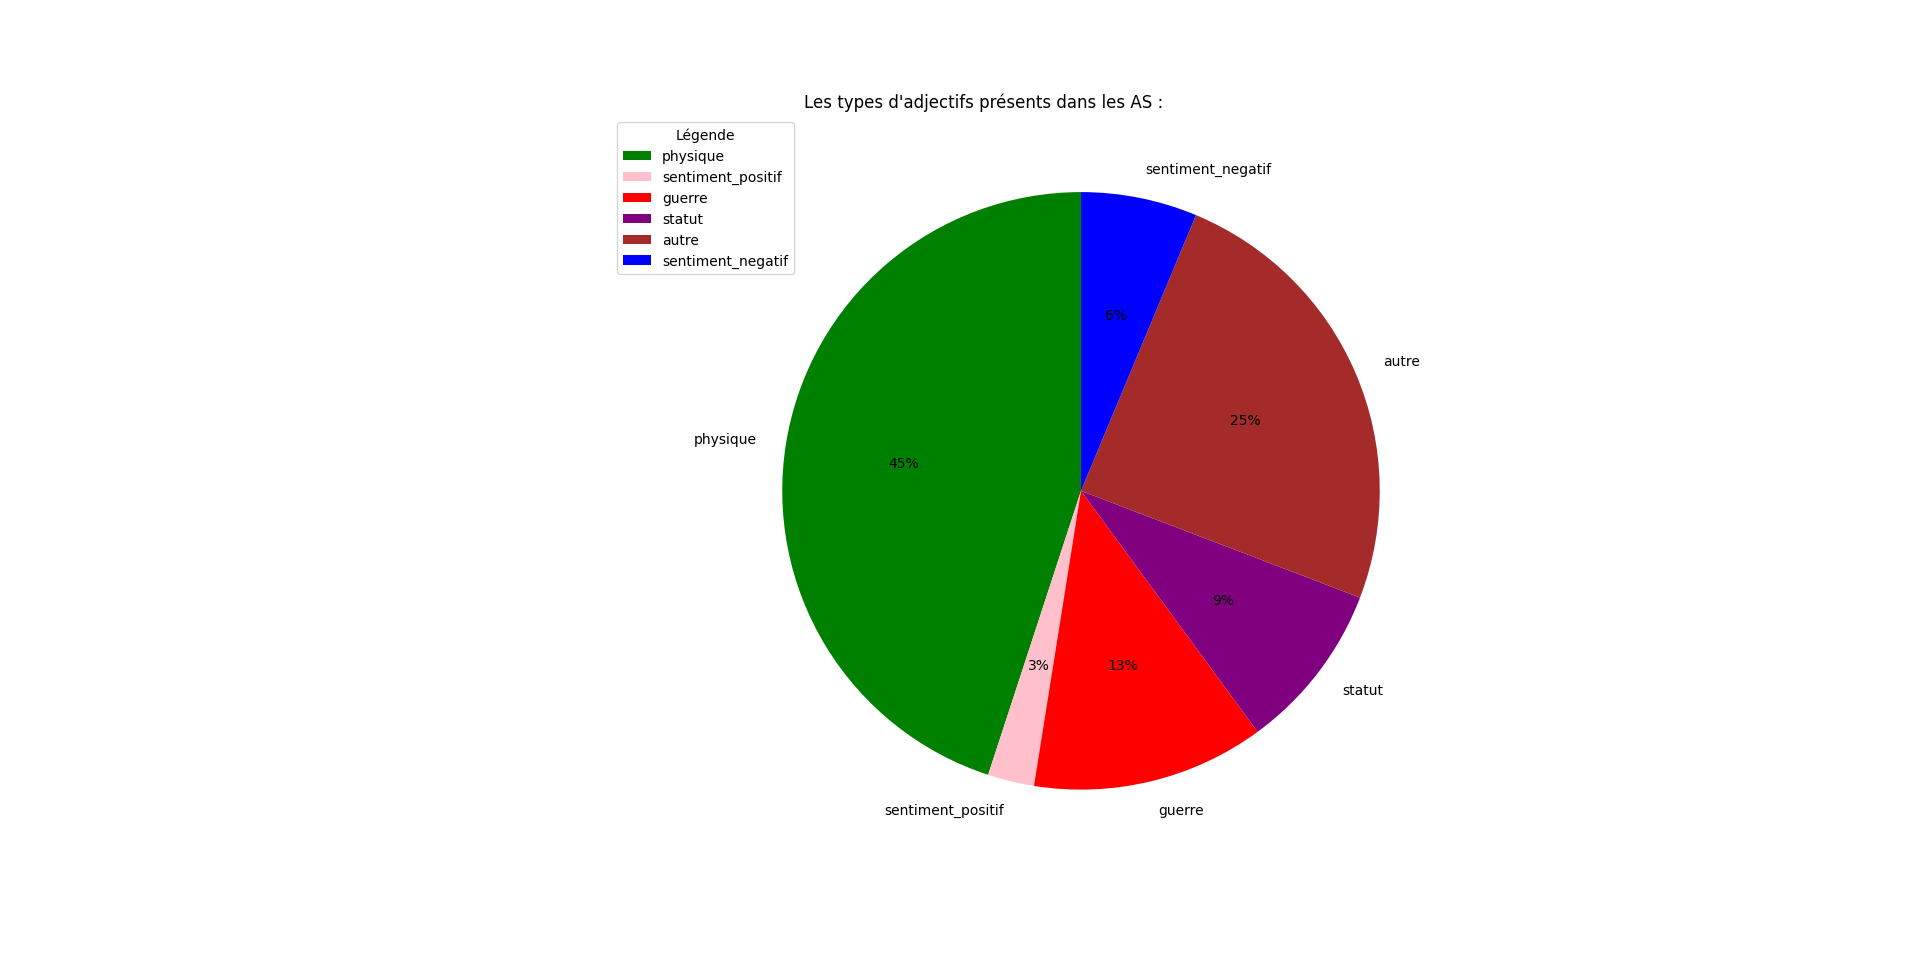 Les types d'adjectifs présents dans les AS :
Légende
physique
sentiment_positif
guerre
statut
autre
sentiment_negatif
sentiment_negatif
6%
autre
25%
physique
45%
9%
statut
3%
13%
sentiment_positif
guerre